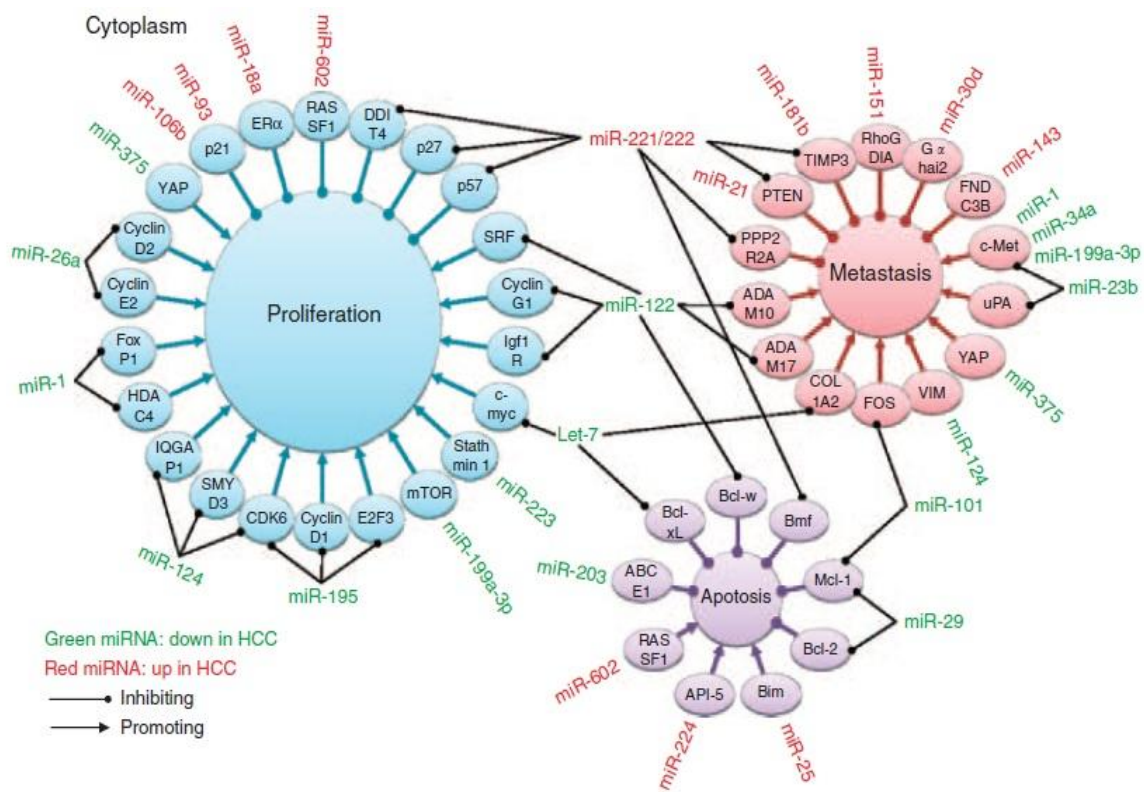 Cytoplasm
miR-602
miR-18a
miR-93
miR-106b
miR-375
miR-26a
miR-1
miR-124
miR-195
miR-199a-3p
miR-223
RAS
SF1
DDI
T4
ERα
p21
p27
YAP
p57
Cyclin
D2
SRF
Cyclin
E2
Cyclin
G1
Fox
P1
Igf1
R
HDA
C4
c-
myc
IQGA
P1
Stath
min 1
SMY
D3
mTOR
CDK6
Cyclin
D1
E2F3
Proliferation
miR-221/222
miR-122
Let-7
miR-181b
miR-151
miR-30d
miR-143
miR-21
miR-1
miR-34a
miR-199a-3p
miR-23b
miR-375
miR-124
miR-101
TIMP3
RhoG
DIA
G α
hai2
PTEN
FND
C3B
PPP2
R2A
c-Met
ADA
M10
uPA
ADA
M17
YAP
COL
1A2
FOS
VIM
Metastasis
Bcl-
xL
Bcl-w
Bmf
miR-203
ABC
E1
Apotosis
Mcl-1
miR-29
RAS
SF1
Bcl-2
miR-602
API-5
Bim
miR-224
miR-25
Green miRNA: down in HCC
Red miRNA: up in HCC
Inhibiting
Promoting